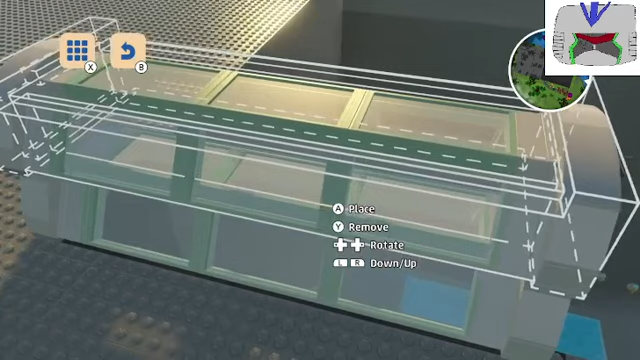 X
B
A Place
Y Remove
Rotate
L R Down/Up